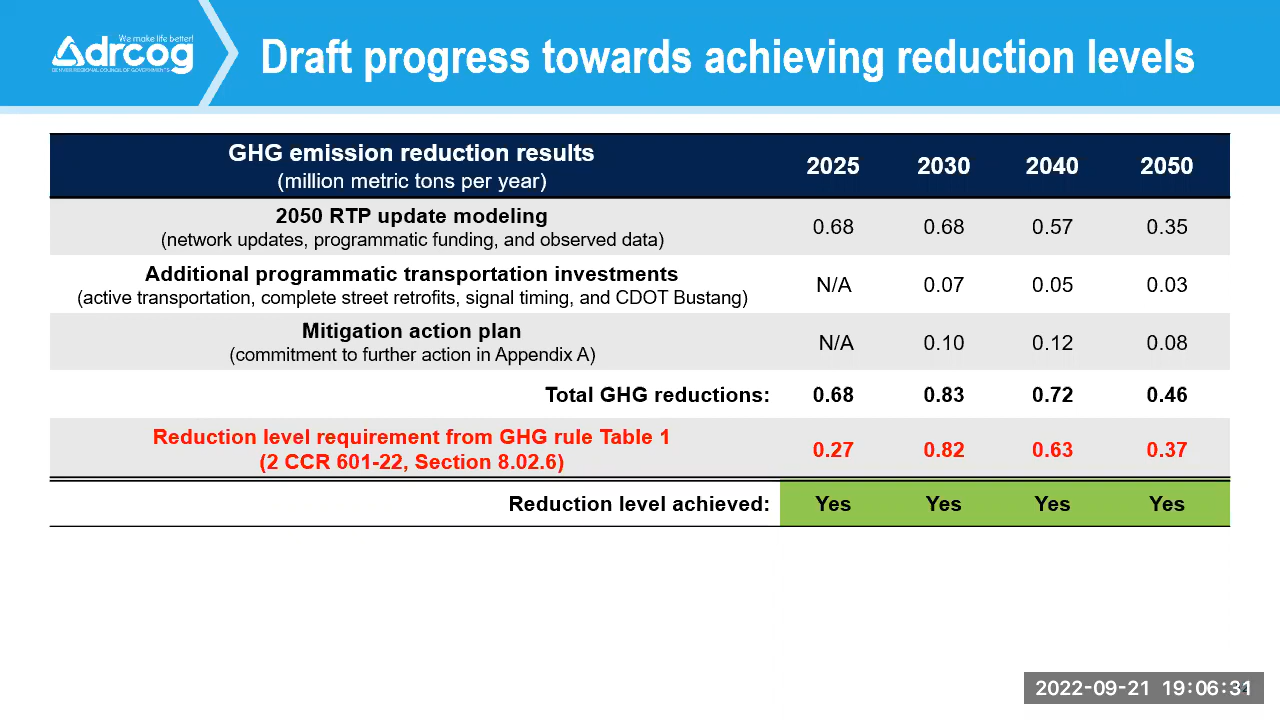 We make life better!
drcog
DENVER REGIONAL COUNCIL OF GOVERNMENTS
Draft progress towards achieving reduction levels
GHG emission reduction results
(million metric tons per year)
2025 2030 2040 2050
2050 RTP update modeling
(network updates, programmatic funding, and observed data)
0.68 0.68 0.57 0.35
Additional programmatic transportation investments
(active transportation, complete street retrofits, signal timing, and CDOT Bustang)
N/A 0.07 0.05 0.03
Mitigation action plan
(commitment to further action in Appendix A)
N/A 0.10 0.12 0.08
Total GHG reductions: 0.68 0.83 0.72 0.46
Reduction level requirement from GHG rule Table 1
(2 CCR 601-22, Section 8.02.6)
0.27 0.82 0.63 0.37
Reduction level achieved: Yes Yes Yes Yes
2022-09-21 19:06:31